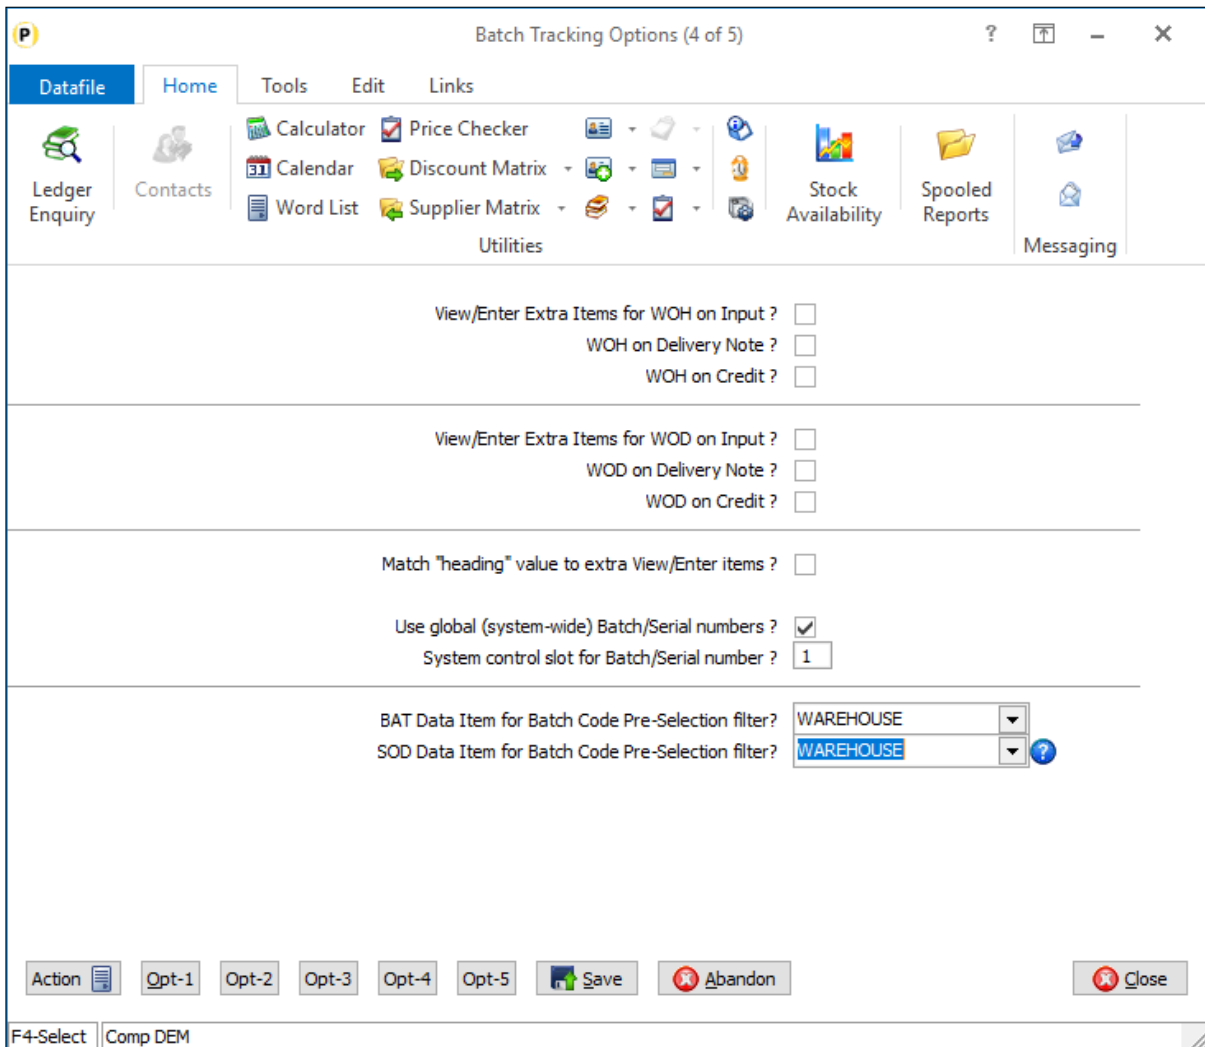 P
Batch Tracking Options (4 of 5)
?
Datafile Home Tools Edit Links
Calculator Price Checker
31 Calendar Discount Matrix
Word List Supplier Matrix
Ledger Enquiry
Contacts
Stock Availability
Spooled Reports
Utilities
Messaging
View/Enter Extra Items for WOH on Input ?
WOH on Delivery Note ?
WOH on Credit ?
View/Enter Extra Items for WOD on Input ?
WOD on Delivery Note ?
WOD on Credit ?
Match "heading" value to extra View/Enter items ?
Use global (system-wide) Batch/Serial numbers ?
System control slot for Batch/Serial number ? 1
BAT Data Item for Batch Code Pre-Selection filter? WAREHOUSE
SOD Data Item for Batch Code Pre-Selection filter? WAREHOUSE ?
Action Opt-1 Opt-2 Opt-3 Opt-4 Opt-5 Save Abandon Close
F4-Select Comp DEM